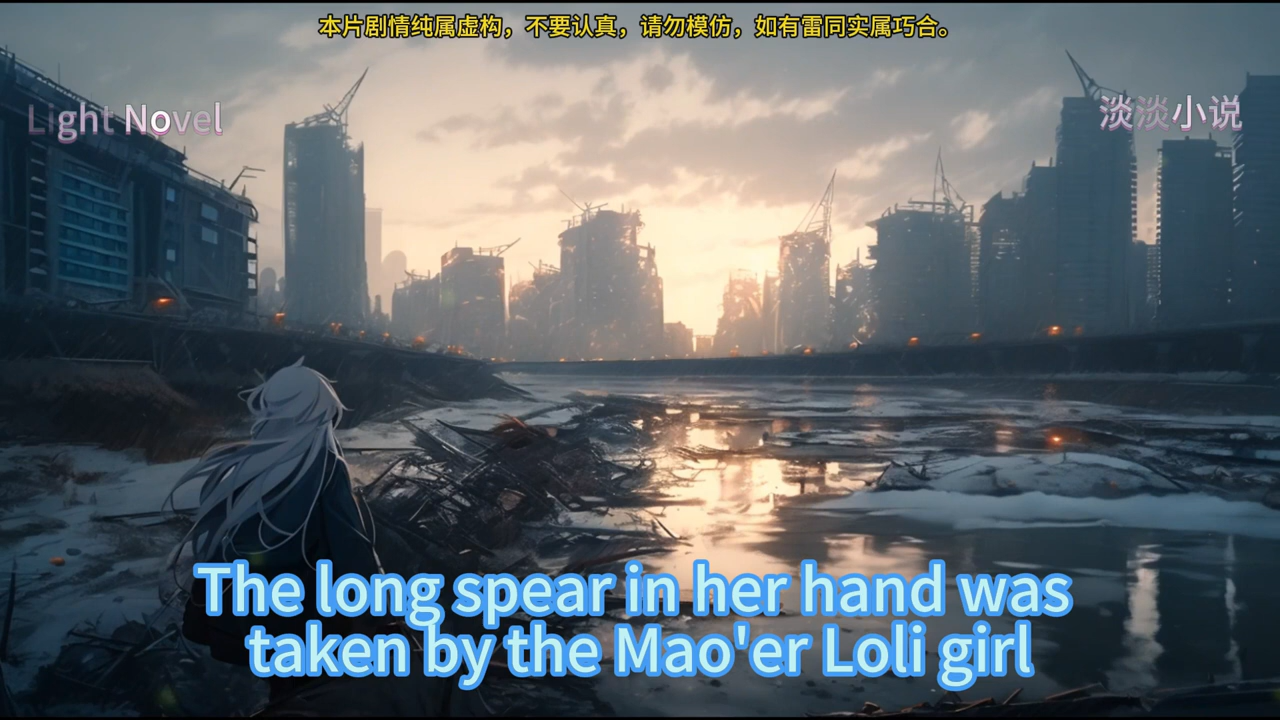 本片剧情纯属虚构，不要认真，请勿模仿，如有雷同实属巧合。
Light Novel
淡淡小说
The long spear in her hand was
taken by the Mao'er Loli girl